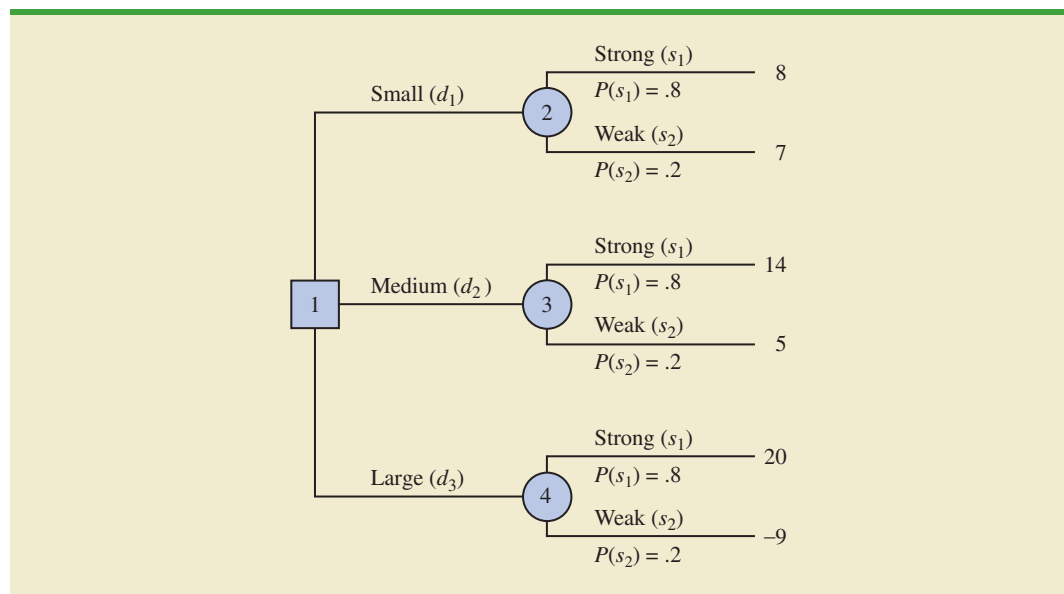 Strong (s₁)
8
Small (d₁)
P(s₁) = .8
2
Weak (s₂)
7
P(s₂) = .2
Strong (s₁)
14
Medium (d₂)
P(s₁) = .8
1
3
Weak (s₂)
5
P(s₂) = .2
Strong (s₁)
20
Large (d₃)
P(s₁) = .8
4
Weak (s₂)
–9
P(s₂) = .2